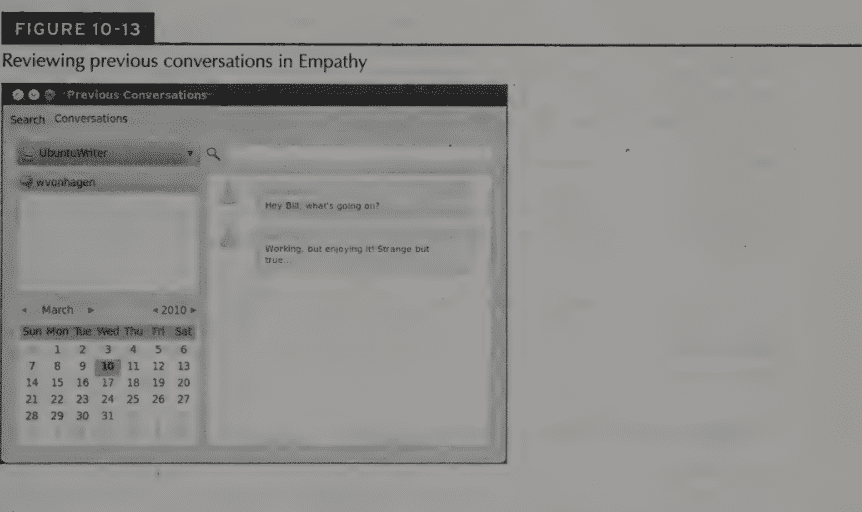 FIGURE 10-13
Reviewing previous conversations in Empathy
Previous Conversations
Search Conversations
UbuntuWriter
wvonhagen
Hey Bill, what's going on?
Working, but enjoying it! Strange but
true...
March 2010
Sun Mon Tue Wed Thu Fri Sat
1 2 3 4 5 6
7 8 9 10 11 12 13
14 15 16 17 18 19 20
21 22 23 24 25 26 27
28 29 30 31